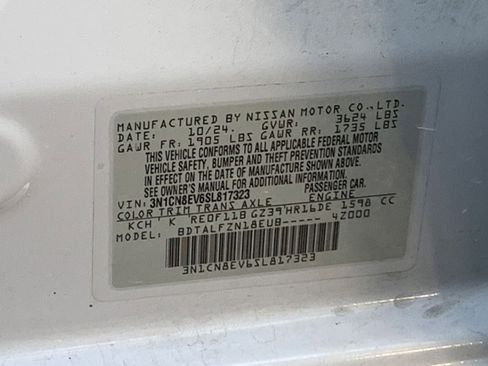 MANUFACTURED BY NISSAN MOTOR CO.,LTD.
DATE: 10/24. GVWR: 3624 LBS
GAWR FR: 1905 LBS GAWR RR: 1735 LBS
THIS VEHICLE CONFORMS TO ALL APPLICABLE FEDERAL MOTOR
VEHICLE SAFETY, BUMPER AND THEFT PREVENTION STANDARDS
IN EFFECT ON THE DATE OF MANUFACTURE SHOWN ABOVE.
SEE OWNER'S MANUAL FOR ADDITIONAL INFORMATION.
VIN: 3N1CN8EV6SL817323 PASSENGER CAR.
COLOR TRIM TRANS AXLE ENGINE
KCH K RE0F11B GZ39 HR16DE 1598 CC
MODEL: BDTALFZN18EUB----- 4Z000
3N1CN8EV6SL817323